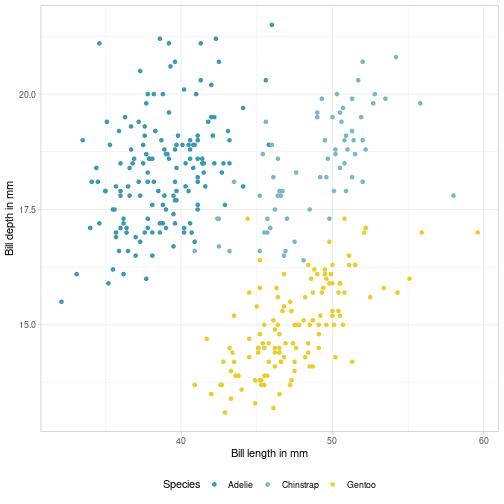 Bill depth in mm
20.0
17.5
15.0
40
50
60
Bill length in mm
Species Adelie Chinstrap Gentoo